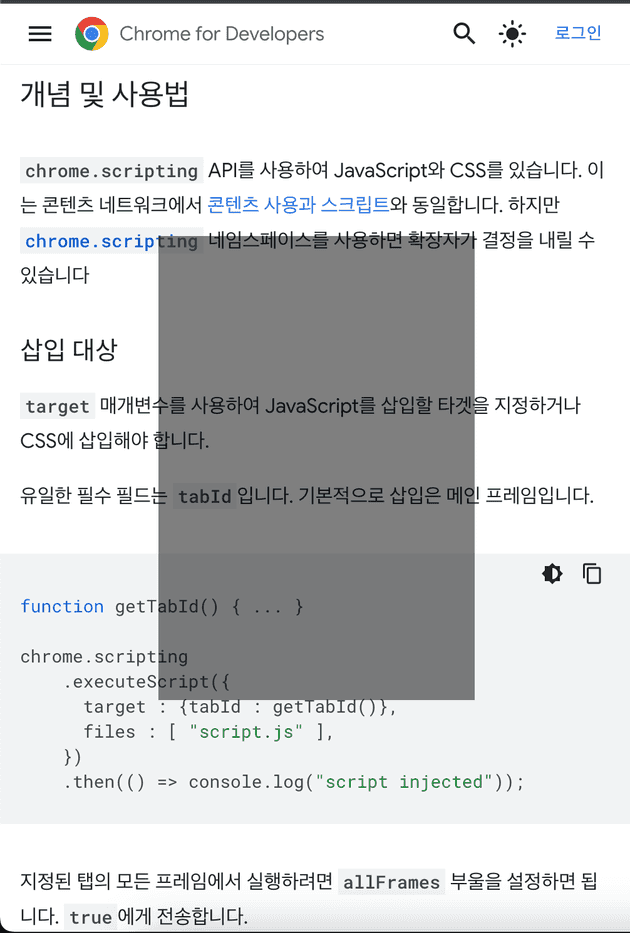 Chrome for Developers
로그인
개념 및 사용법
chrome.scripting API를 사용하여 JavaScript와 CSS를 있습니다. 이
는 콘텐츠 네트워크에서 콘텐츠 사용과 스크립트와 동일합니다. 하지만
chrome.scripting 네임스페이스를 사용하면 확장자가 결정을 내릴 수
있습니다
삽입 대상
target 매개변수를 사용하여 JavaScript를 삽입할 타겟을 지정하거나
CSS에 삽입해야 합니다.
유일한 필수 필드는 tabId입니다. 기본적으로 삽입은 메인 프레임입니다.
function getTabId() { ... }
chrome.scripting
.executeScript({
target : {tabId : getTabId()},
files : [ "script.js" ],
})
.then(() => console.log("script injected"));
지정된 탭의 모든 프레임에서 실행하려면 allFrames 부울을 설정하면 됩
니다. true에게 전송합니다.